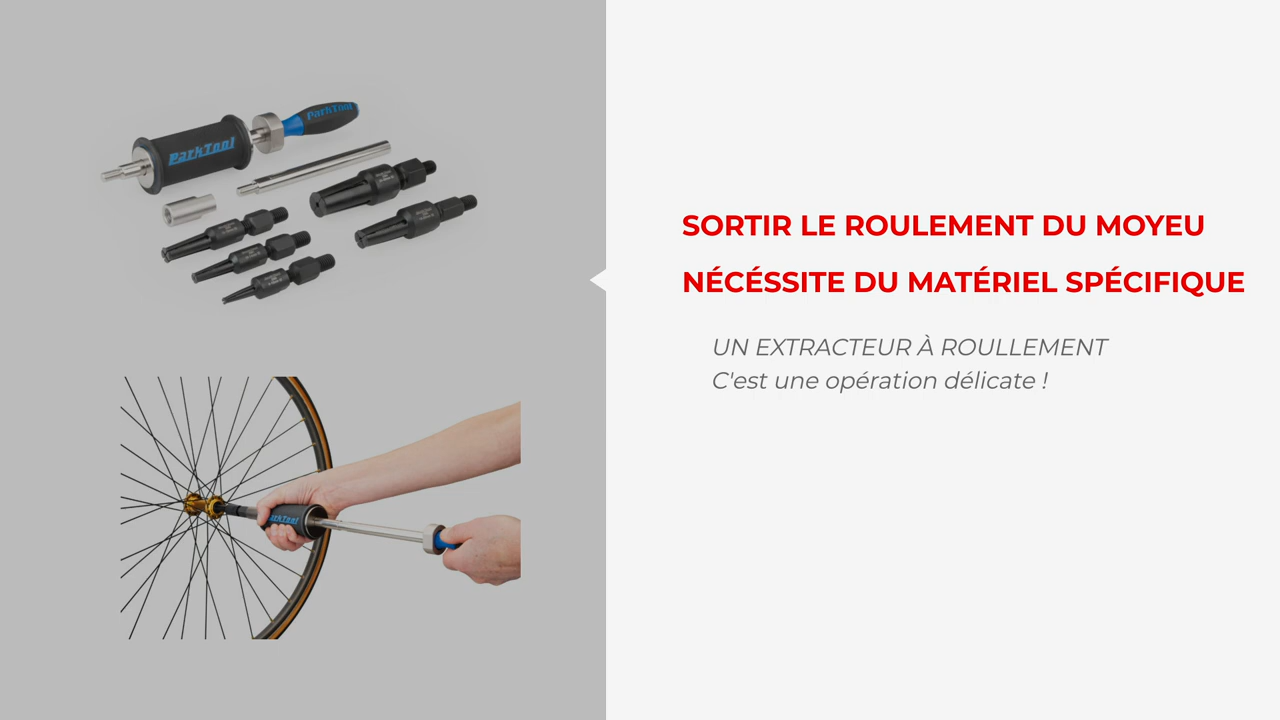 ParkTool
ParkTool
SORTIR LE ROULEMENT DU MOYEU
NÉCÉSSITE DU MATÉRIEL SPÉCIFIQUE
UN EXTRACTEUR À ROULLEMENT
C'est une opération délicate !
ParkTool